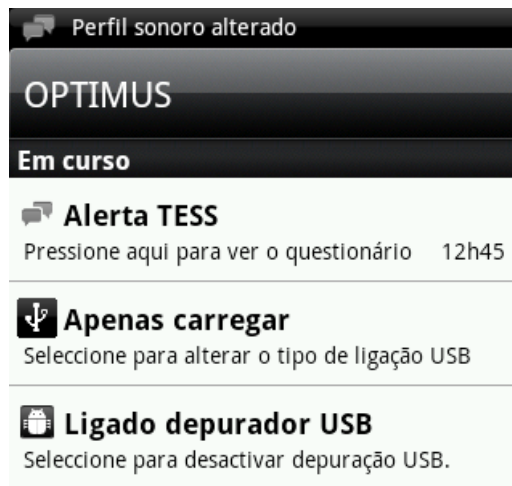 Perfil sonoro alterado
OPTIMUS
Em curso
Alerta TESS
Pressione aqui para ver o questionário 12h45
Apenas carregar
Seleccione para alterar o tipo de ligação USB
Ligado depurador USB
Seleccione para desactivar depuração USB.